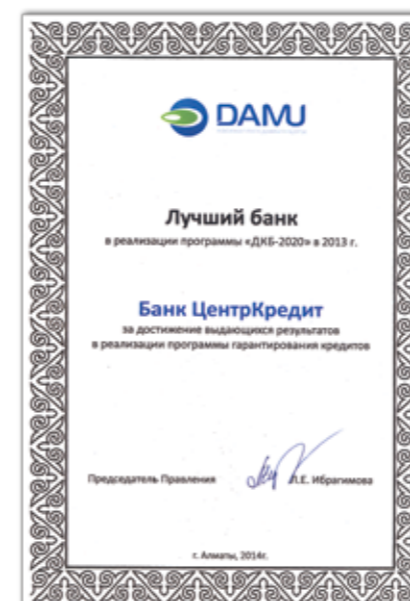 DAMU
Лучший банк
в реализации программы «ДКБ-2020» в 2013 г.
Банк ЦентрКредит
за достижение выдающихся результатов
в реализации программы гарантирования кредитов
Председатель Правления Л.Е. Ибрагимова
г. Алматы, 2014г.